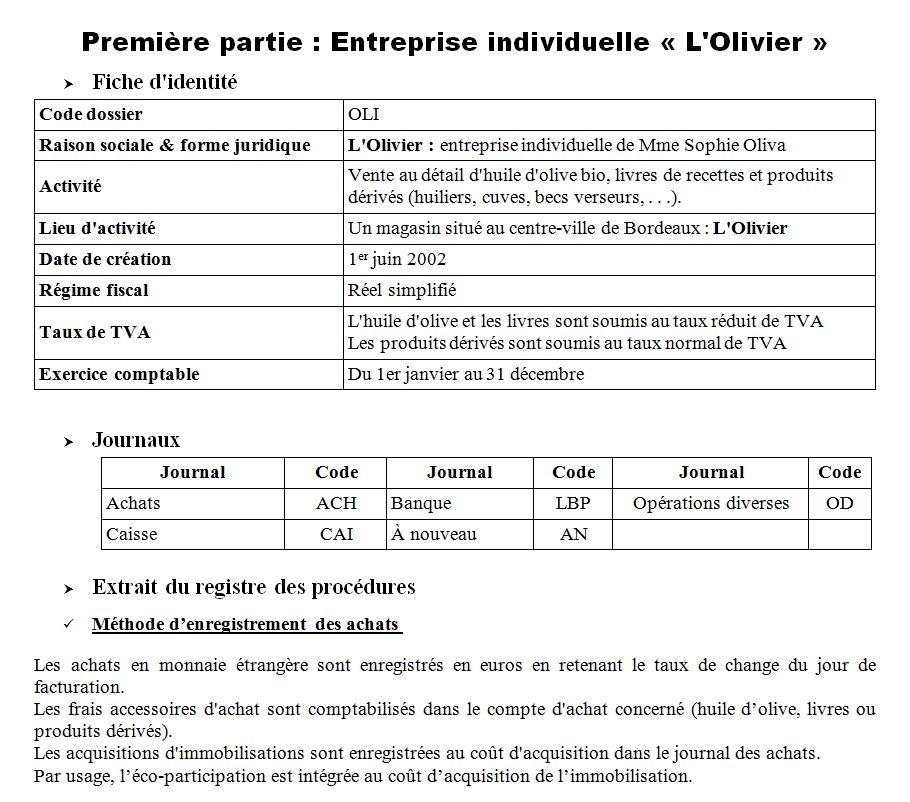 Première partie : Entreprise individuelle « L'Olivier »
➤ Fiche d'identité
Code dossier OLI
Raison sociale & forme juridique L'Olivier : entreprise individuelle de Mme Sophie Oliva
Activité Vente au détail d'huile d'olive bio, livres de recettes et produits
dérivés (huiliers, cuves, becs verseurs, . . .).
Lieu d'activité Un magasin situé au centre-ville de Bordeaux : L'Olivier
Date de création 1er juin 2002
Régime fiscal Réel simplifié
Taux de TVA L'huile d'olive et les livres sont soumis au taux réduit de TVA
Les produits dérivés sont soumis au taux normal de TVA
Exercice comptable Du 1er janvier au 31 décembre
➤ Journaux
Journal Code Journal Code Journal Code
Achats ACH Banque LBP Opérations diverses OD
Caisse CAI À nouveau AN
➤ Extrait du registre des procédures
✓ Méthode d’enregistrement des achats
Les achats en monnaie étrangère sont enregistrés en euros en retenant le taux de change du jour de
facturation.
Les frais accessoires d'achat sont comptabilisés dans le compte d'achat concerné (huile d’olive, livres ou
produits dérivés).
Les acquisitions d'immobilisations sont enregistrées au coût d'acquisition dans le journal des achats.
Par usage, l’éco-participation est intégrée au coût d’acquisition de l’immobilisation.